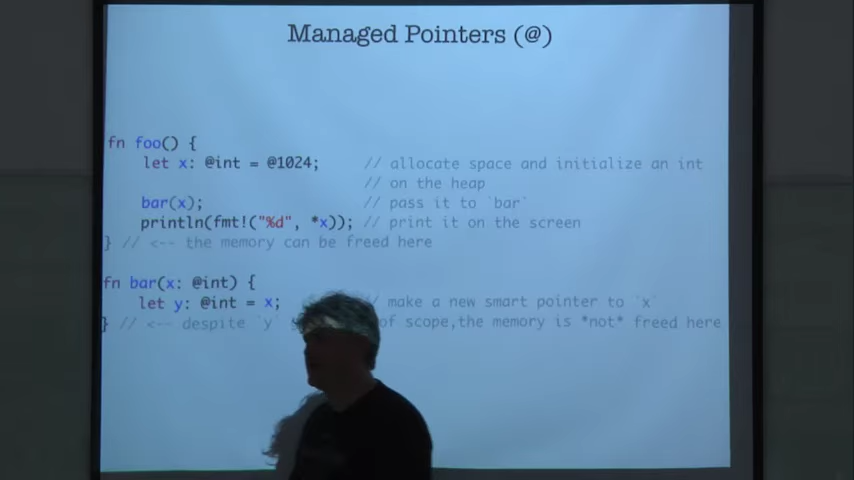 Managed Pointers (@)
fn foo() {
let x: @int = @1024; // allocate space and initialize an int
// on the heap
bar(x); // pass it to `bar`
println(fmt!("%d", *x)); // print it on the screen
} // <-- the memory can be freed here
fn bar(x: @int) {
let y: @int = x; // make a new smart pointer to `x`
} // <-- despite `y` of scope,the memory is *not* freed here